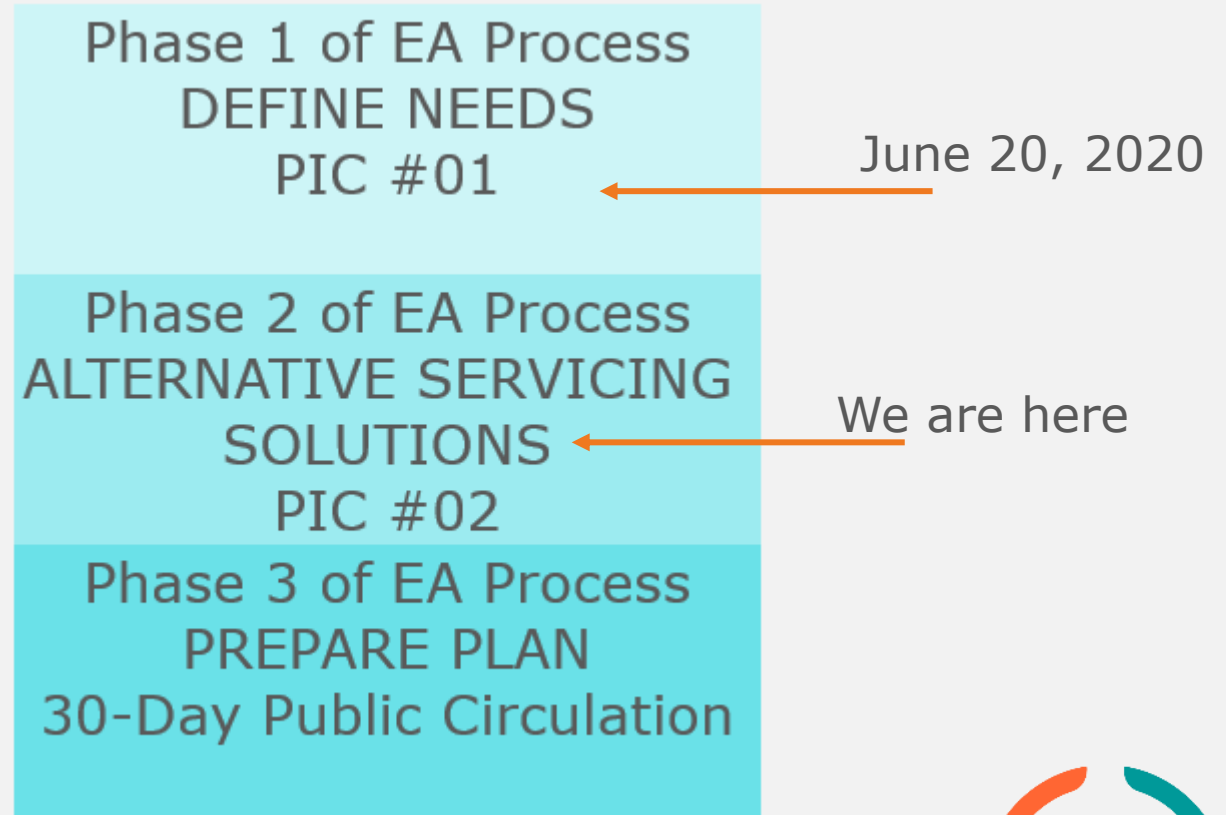 Phase 1 of EA Process
DEFINE NEEDS
PIC #01
June 20, 2020
Phase 2 of EA Process
ALTERNATIVE SERVICING
SOLUTIONS
PIC #02
We are here
Phase 3 of EA Process
PREPARE PLAN
30-Day Public Circulation